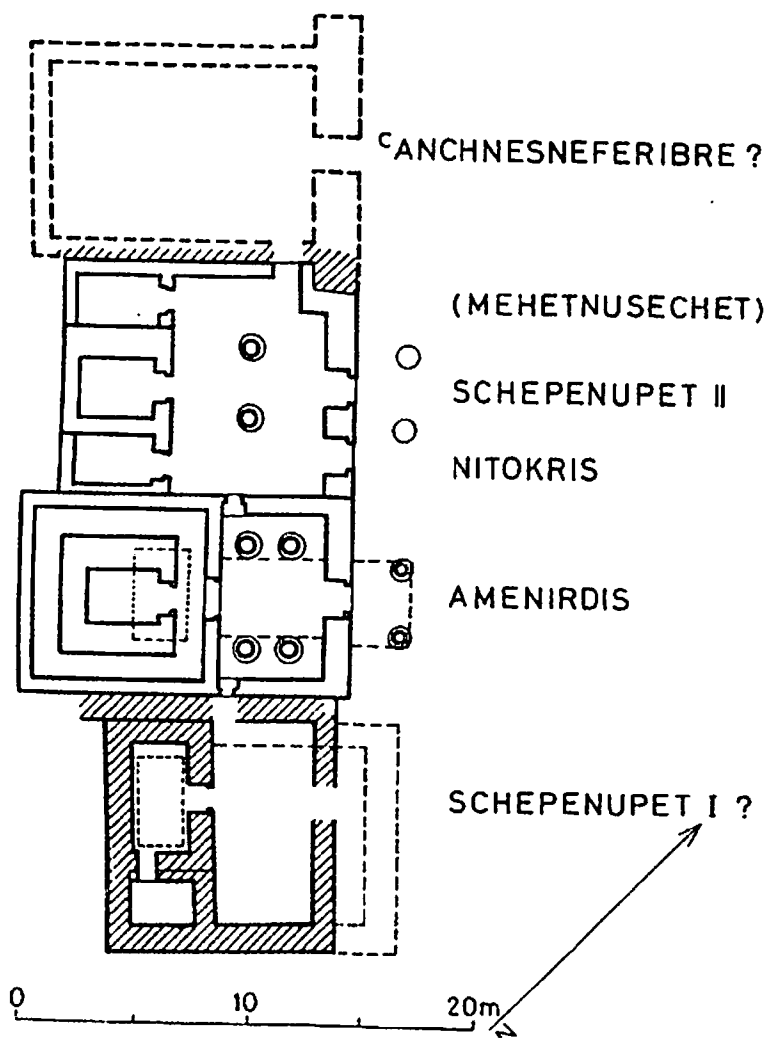 ᶜANCHNESNEFERIBRE ?
(MEHETNUSECHET)
SCHEPENUPET II
NITOKRIS
AMENIRDIS
SCHEPENUPET I ?
0 10 20m
N